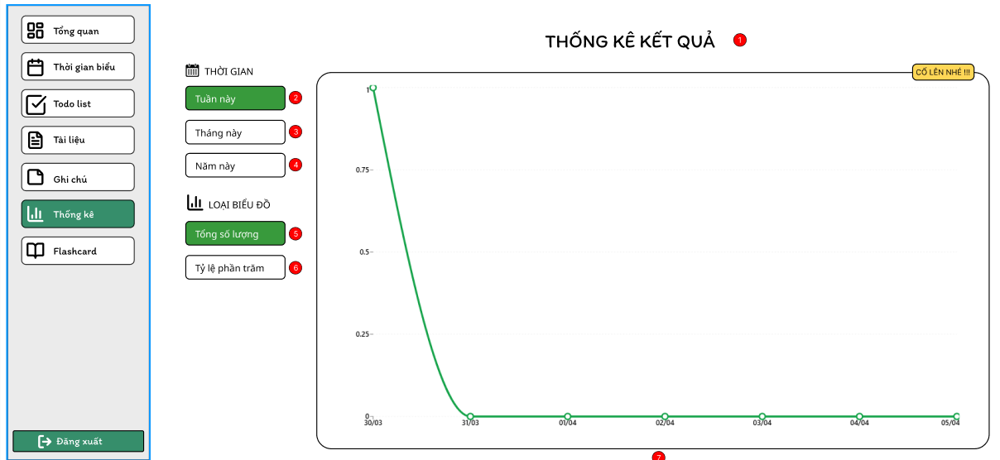 Tổng quan
Thời gian biểu
Todo list
Tài liệu
Ghi chú
Thống kê
Flashcard
Đăng xuất
THỐNG KÊ KẾT QUẢ 1
THỜI GIAN
Tuần này 2
Tháng này 3
Năm này 4
LOẠI BIỂU ĐỒ
Tổng số lượng 5
Tỷ lệ phần trăm 6
CỐ LÊN NHÉ !!!
1
0.75
0.5
0.25
0
30/03 31/03 01/04 02/04 03/04 04/04 05/04
7